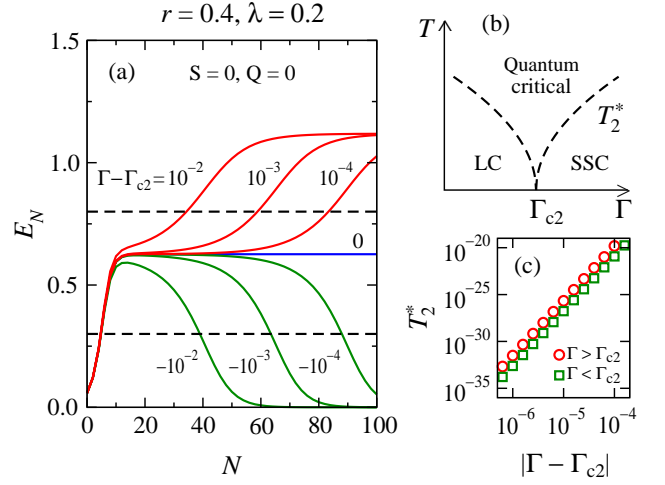 r = 0.4, λ = 0.2
(a)
S = 0, Q = 0
Γ−Γc2=10⁻²
10⁻³
10⁻⁴
0
−10⁻²
−10⁻³
−10⁻⁴
1.5
1.0
0.5
0.0
E_N
0 20 40 60 80 100
N
(b)
T
Quantum
critical
T₂*
LC
SSC
Γc2
Γ
(c)
10⁻²⁰
10⁻²⁵
10⁻³⁰
10⁻³⁵
T₂*
Γ > Γc2
Γ < Γc2
10⁻⁶ 10⁻⁵ 10⁻⁴
|Γ − Γc2|